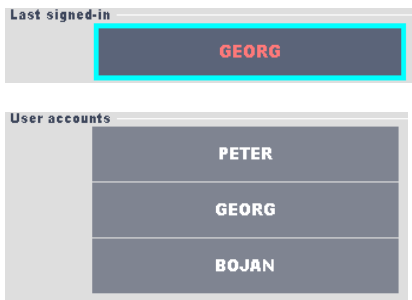 Last signed-in
GEORG
User accounts
PETER
GEORG
BOJAN